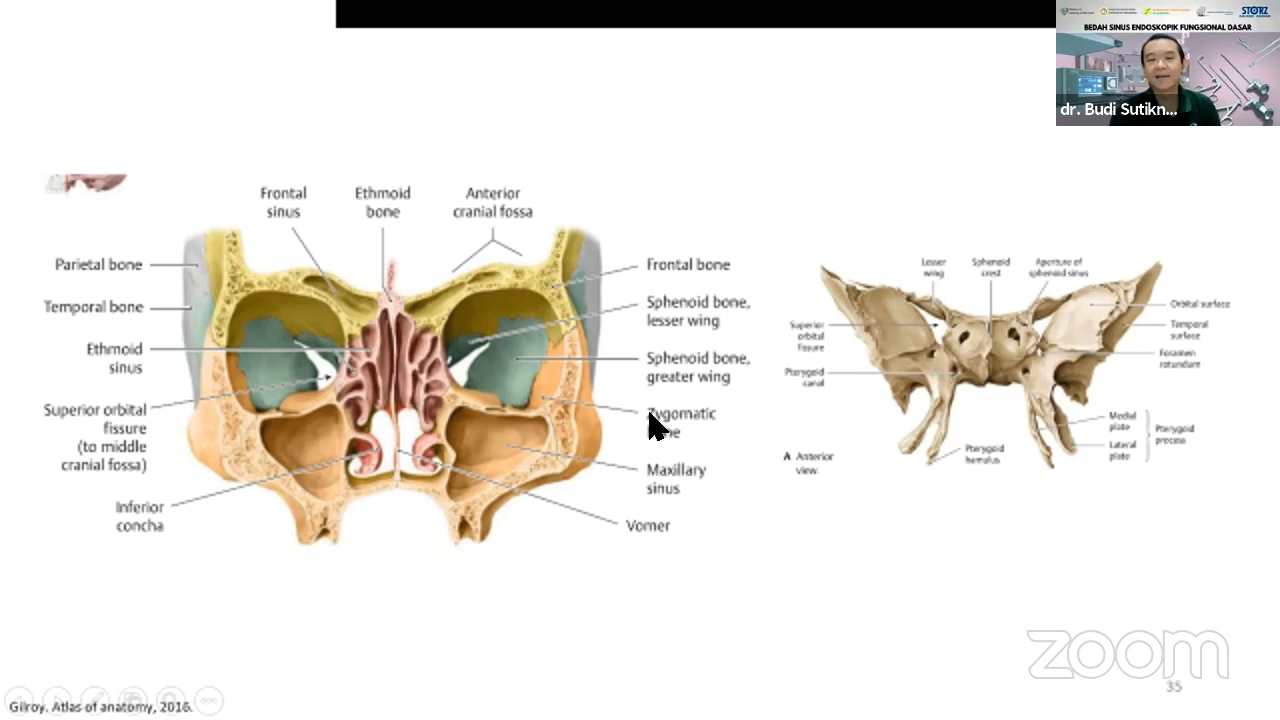 STORZ
BEDAH SINUS ENDOSKOPIK FUNGSIONAL DASAR
dr. Budi Sutikn...
Frontal
sinus
Ethmoid
bone
Anterior
cranial fossa
Parietal bone
Temporal bone
Ethmoid
sinus
Superior orbital
fissure
(to middle
cranial fossa)
Inferior
concha
Frontal bone
Sphenoid bone,
lesser wing
Sphenoid bone,
greater wing
Zygomatic
Maxillary
sinus
Vomer
Lesser
wing
Sphenoid
crest
Aperture of
sphenoid sinus
Superior
orbital
fissure
Pterygoid
canal
Orbital surface
Temporal
surface
Foramen
rotundum
Medial
plate
Lateral
plate
Pterygoid
process
Pterygoid
hamulus
A Anterior
view.
zoom
35
Gilroy. Atlas of anatomy, 2016.